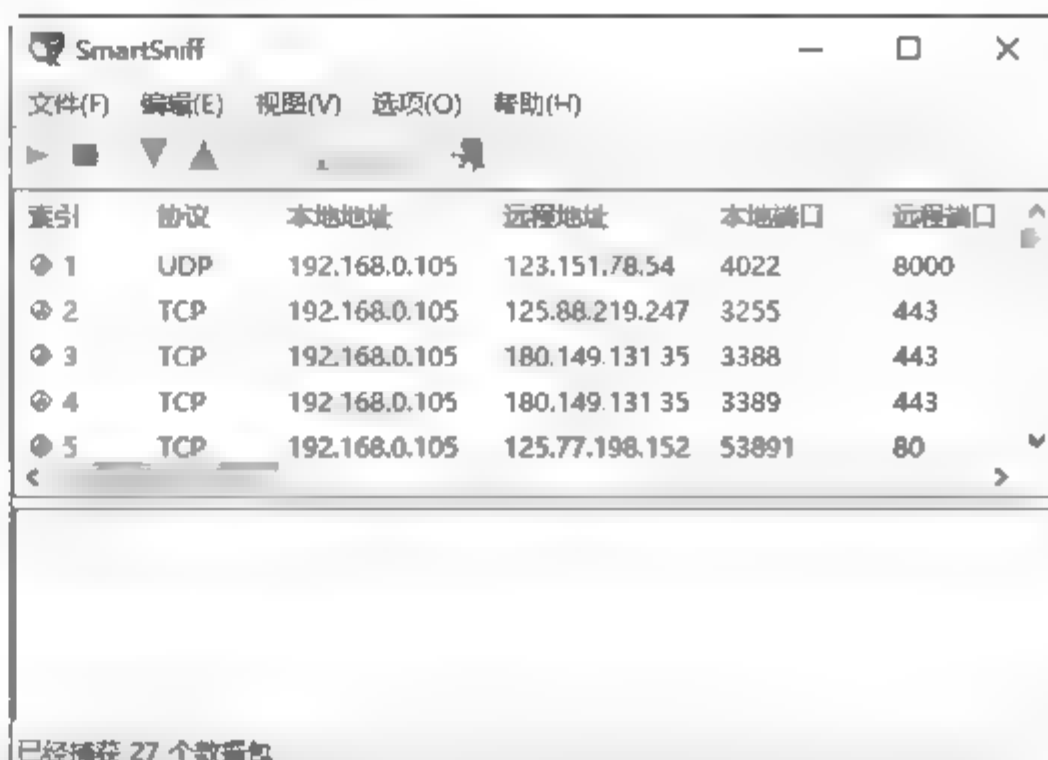 SmartSniff
文件(F) 编辑(E) 视图(V) 选项(O) 帮助(H)
索引 协议 本地地址 远程地址 本地端口 远程端口
1 UDP 192.168.0.105 123.151.78.54 4022 8000
2 TCP 192.168.0.105 125.88.219.247 3255 443
3 TCP 192.168.0.105 180.149.131 35 3388 443
4 TCP 192 168.0.105 180.149.131 35 3389 443
5 TCP 192.168.0.105 125.77.198.152 53891 80
已经捕获 27 个数据包